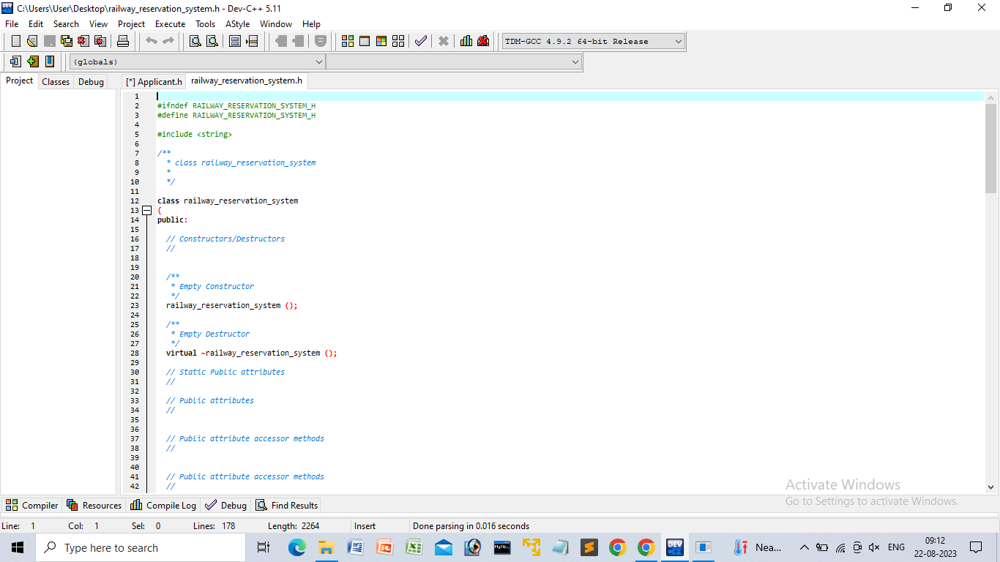 C:\Users\User\Desktop\railway_reservation_system.h - Dev-C++ 5.11
File Edit Search View Project Execute Tools AStyle Window Help
TDM-GCC 4.9.2 64-bit Release
(globals)
Project Classes Debug [*] Applicant.h railway_reservation_system.h
1
2 #ifndef RAILWAY_RESERVATION_SYSTEM_H
3 #define RAILWAY_RESERVATION_SYSTEM_H
4
5 #include <string>
6
7 /**
8 * class railway_reservation_system
9 *
10 */
11
12 class railway_reservation_system
13 {
14 public:
15
16 // Constructors/Destructors
17 //
18
19
20 /**
21 * Empty Constructor
22 */
23 railway_reservation_system ();
24
25 /**
26 * Empty Destructor
27 */
28 virtual ~railway_reservation_system ();
29
30 // Static Public attributes
31 //
32
33 // Public attributes
34 //
35
36
37 // Public attribute accessor methods
38 //
39
40
41 // Public attribute accessor methods
42 //
Activate Windows
Go to Settings to activate Windows.
Compiler Resources Compile Log Debug Find Results
Line: 1 Col: 1 Sel: 0 Lines: 178 Length: 2264 Insert Done parsing in 0.016 seconds
Type here to search
DEV
Nea... ENG
09:12
22-08-2023